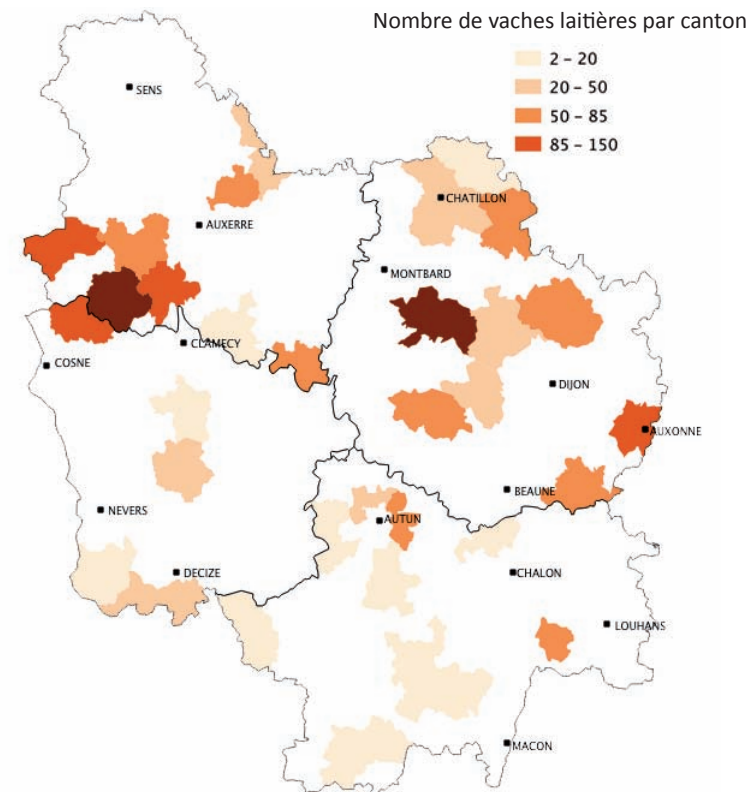 Nombre de vaches laitières par canton
2 – 20
20 – 50
50 – 85
85 – 150
SENS
AUXERRE
CHATILLON
MONTBARD
CLAMECY
COSNE
DIJON
AUXONNE
BEAUNE
NEVERS
AUTUN
DECIZE
CHALON
LOUHANS
MACON